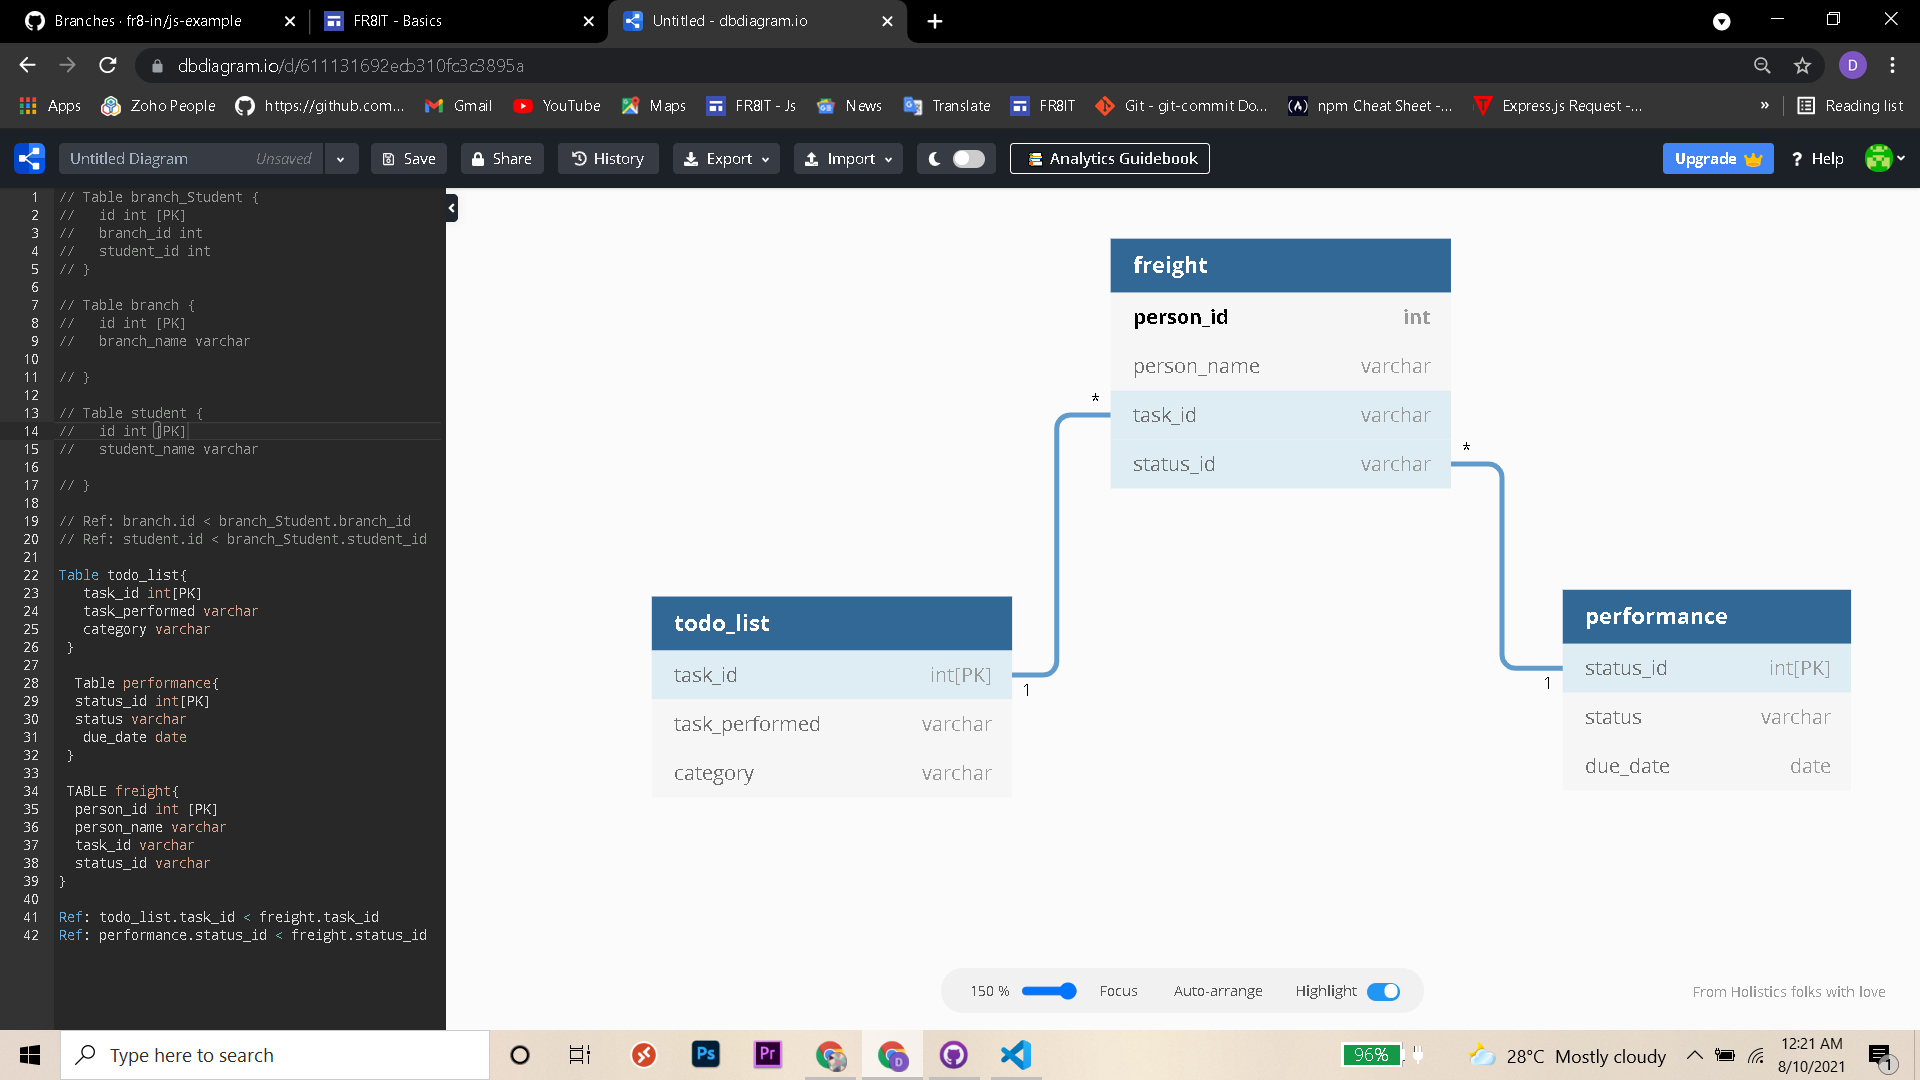 Branches · fr8-in/js-example
FR8IT - Basics
Untitled - dbdiagram.io
dbdiagram.io/d/611131692edb310fc3c3895a
D
Apps
Zoho People
https://github.com...
Gmail
YouTube
Maps
FR8IT - Js
News
Translate
FR8IT
Git - git-commit Do...
npm Cheat Sheet -...
Express.js Request -...
»
Reading list
Untitled Diagram
Unsaved
Save
Share
History
Export
Import
Analytics Guidebook
Upgrade
? Help
1 // Table branch_Student {
2 //   id int [PK]
3 //   branch_id int
4 //   student_id int
5 // }
6
7 // Table branch {
8 //   id int [PK]
9 //   branch_name varchar
10
11 // }
12
13 // Table student {
14 //   id int [PK]
15 //   student_name varchar
16
17 // }
18
19 // Ref: branch.id < branch_Student.branch_id
20 // Ref: student.id < branch_Student.student_id
21
22 Table todo_list{
23    task_id int[PK]
24    task_performed varchar
25    category varchar
26  }
27
28   Table performance{
29   status_id int[PK]
30   status varchar
31    due_date date
32  }
33
34  TABLE freight{
35   person_id int [PK]
36   person_name varchar
37   task_id varchar
38   status_id varchar
39 }
40
41 Ref: todo_list.task_id < freight.task_id
42 Ref: performance.status_id < freight.status_id
freight
person_id int
person_name varchar
* task_id varchar
status_id varchar *
todo_list
task_id int[PK] 1
task_performed varchar
category varchar
performance
1 status_id int[PK]
status varchar
due_date date
150 %
Focus
Auto-arrange
Highlight
From Holistics folks with love
Type here to search
Ps
Pr
D
96%
28°C Mostly cloudy
12:21 AM
8/10/2021
1